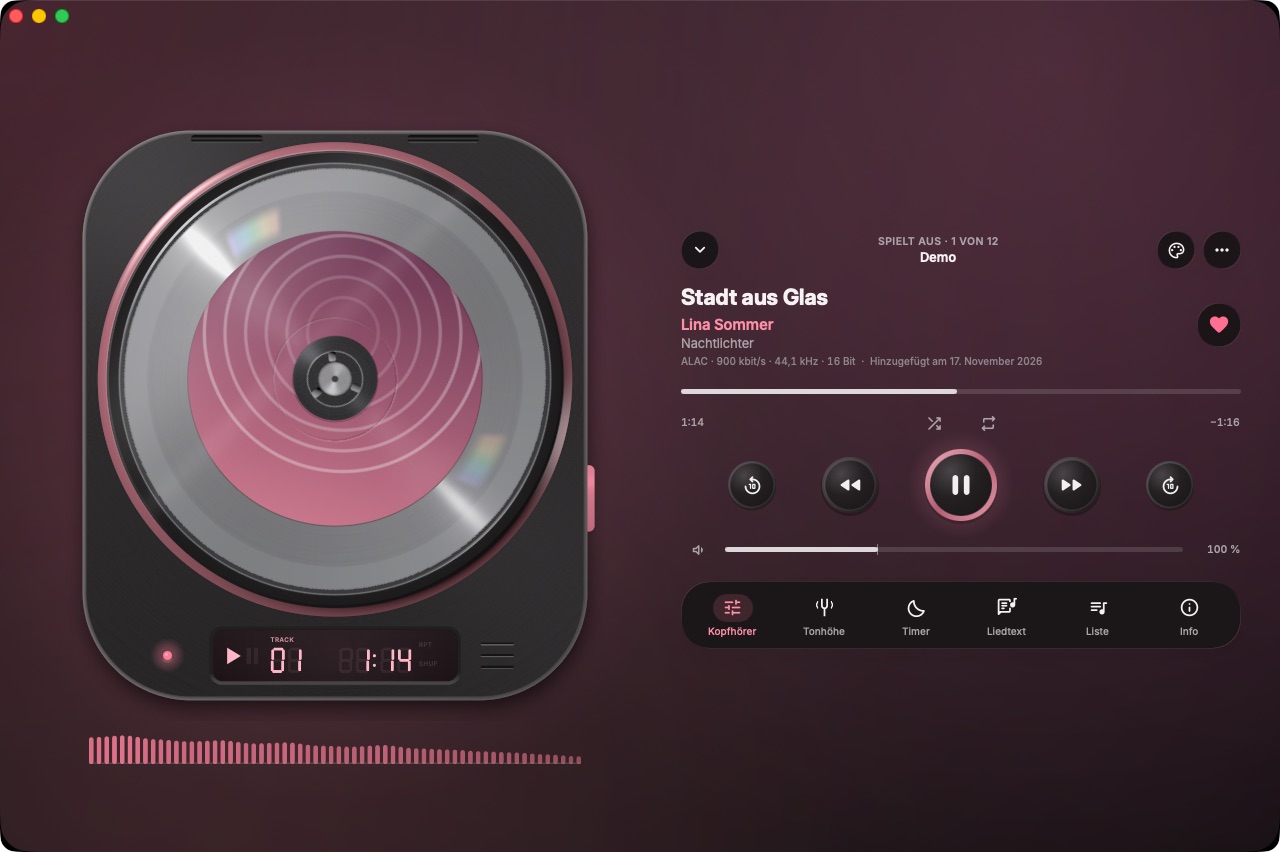 SPIELT AUS · 1 VON 12
Demo
Stadt aus Glas
Lina Sommer
Nachtlichter
ALAC · 900 kbit/s · 44,1 kHz · 16 Bit · Hinzugefügt am 17. November 2026
1:14
−1:16
10
10
100 %
Kopfhörer
Tonhöhe
Timer
Liedtext
Liste
Info
TRACK
01
1:14
RPT
SHUF